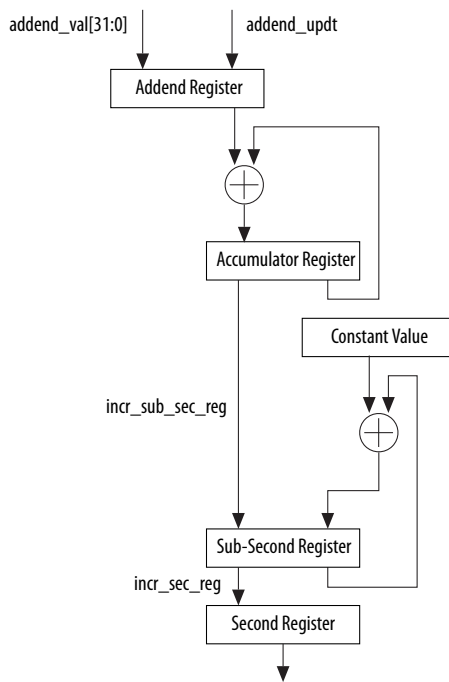 addend_val[31:0]
addend_updt
Addend Register
Accumulator Register
Constant Value
incr_sub_sec_reg
Sub-Second Register
incr_sec_reg
Second Register